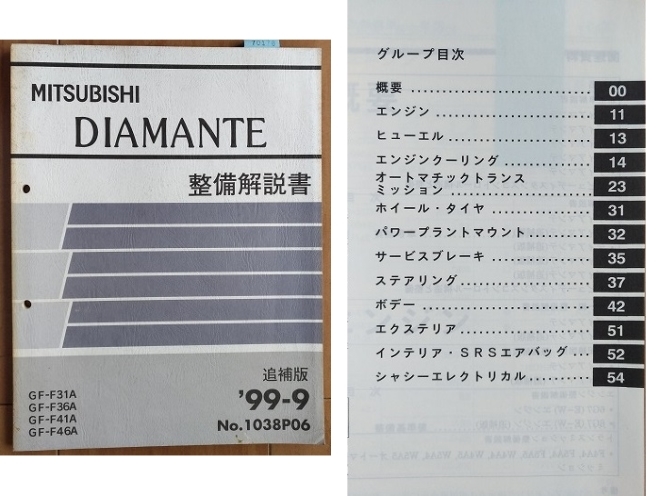 MITSUBISHI
DIAMANTE
整備解説書
追補版
'99-9
No.1038P06
GF-F31A
GF-F36A
GF-F41A
GF-F46A
グループ目次
概要 00
エンジン 11
ヒューエル 13
エンジンクーリング 14
オートマチックトランス
ミッション 23
ホイール・タイヤ 31
パワープラントマウント 32
サービスブレーキ 35
ステアリング 37
ボデー 42
エクステリア 51
インテリア・SRSエアバッグ 52
シャシーエレクトリカル 54